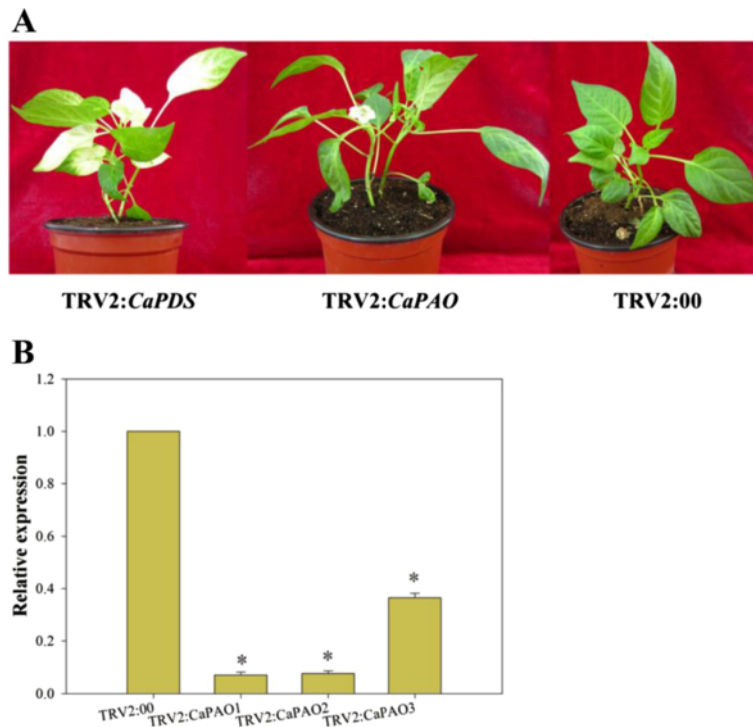 A
TRV2:CaPDS TRV2:CaPAO TRV2:00
B
1.2
1.0
0.8
0.6
0.4
0.2
0.0
Relative expression
*
*
*
TRV2:00 TRV2:CaPAO1 TRV2:CaPAO2 TRV2:CaPAO3